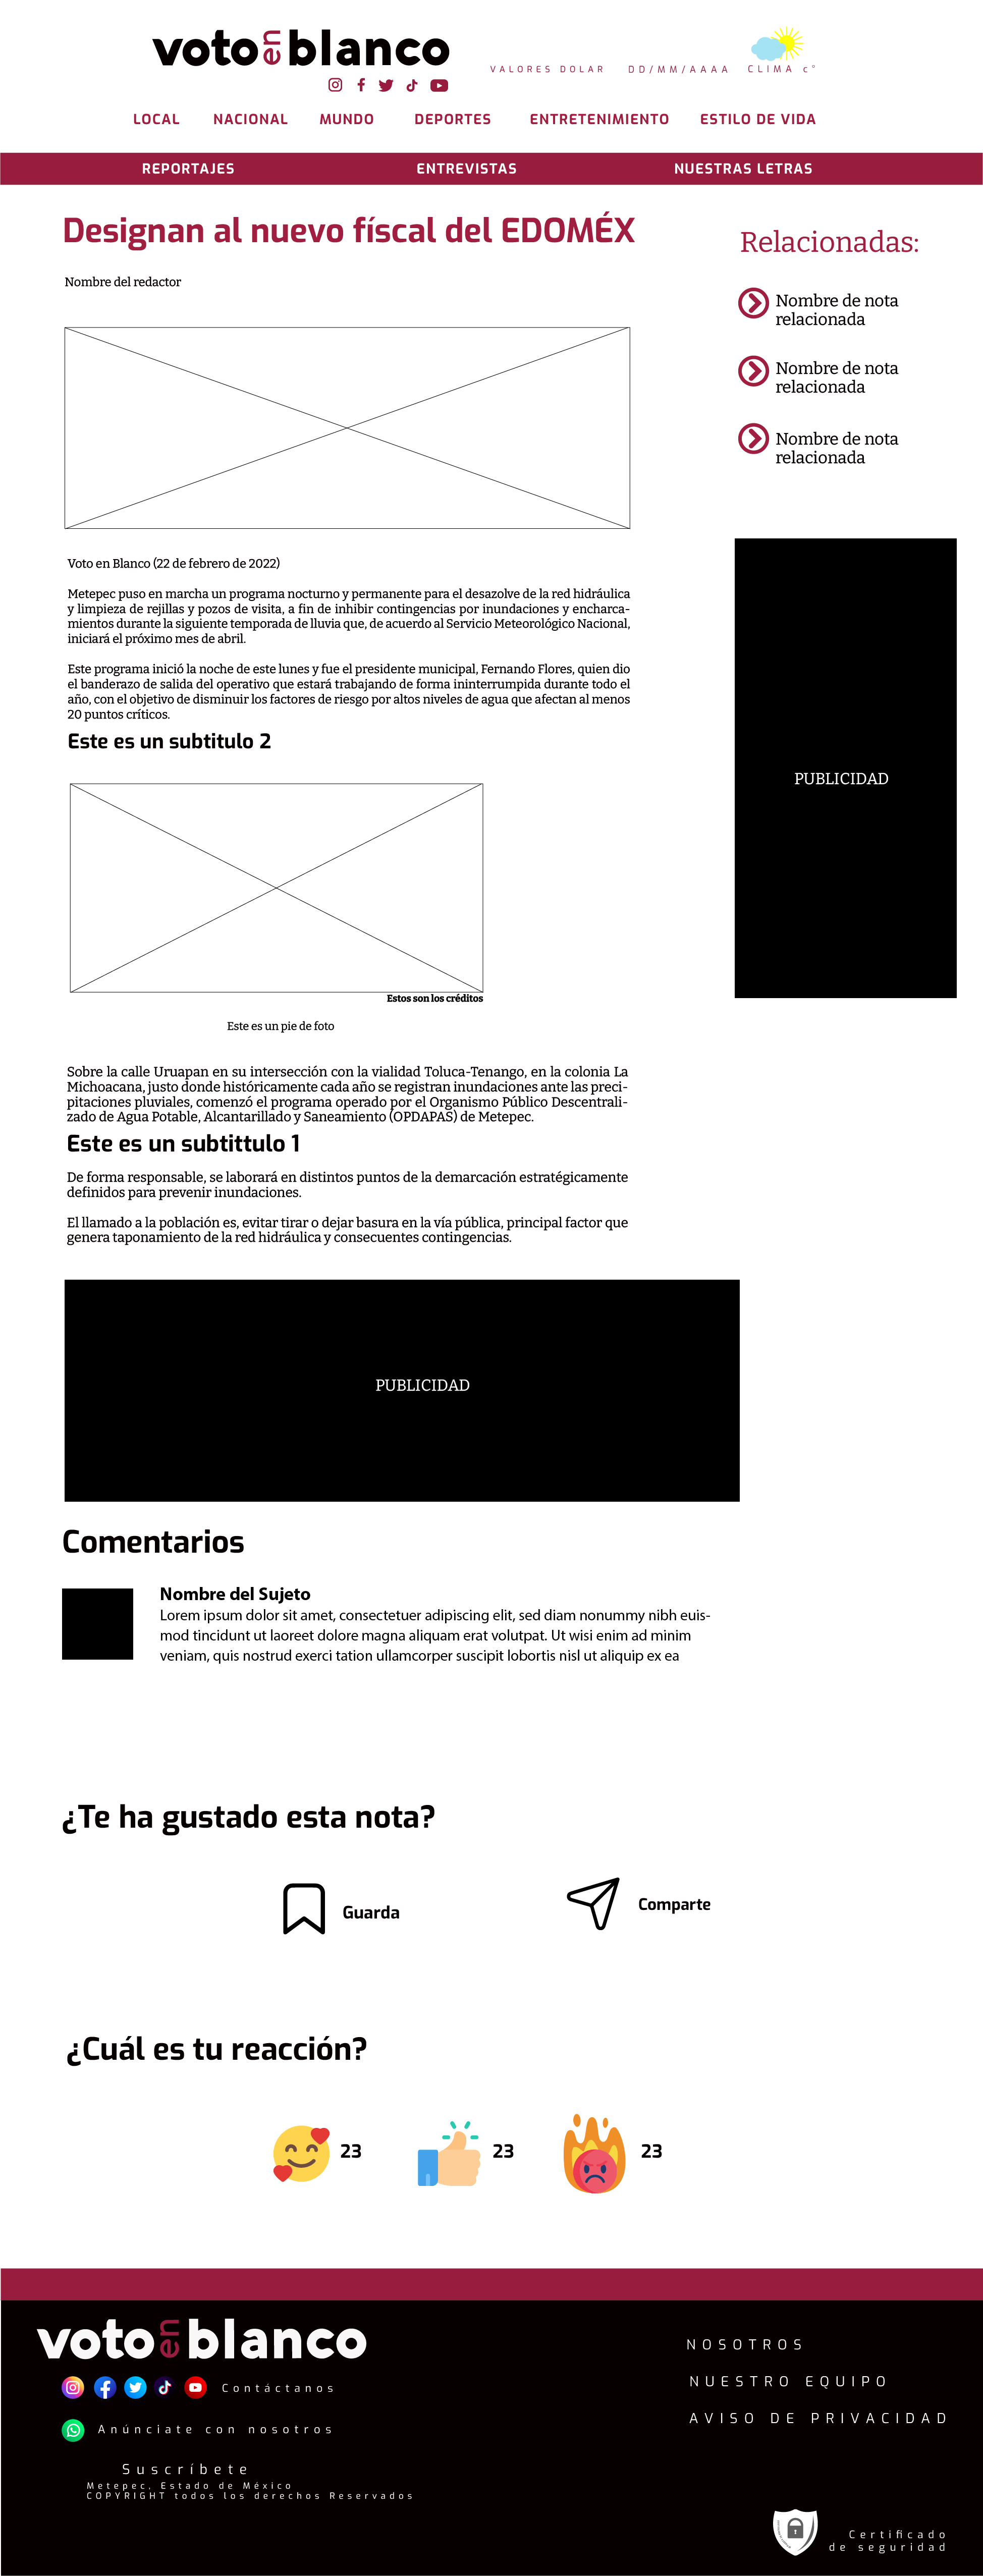 voto en blanco
VALORES DOLAR DD/MM/AAAA CLIMA c°
LOCAL NACIONAL MUNDO DEPORTES ENTRETENIMIENTO ESTILO DE VIDA
REPORTAJES ENTREVISTAS NUESTRAS LETRAS
Designan al nuevo físcal del EDOMÉX
Nombre del redactor
Voto en Blanco (22 de febrero de 2022)
Metepec puso en marcha un programa nocturno y permanente para el desazolve de la red hidráulica
y limpieza de rejillas y pozos de visita, a fin de inhibir contingencias por inundaciones y encharca-
mientos durante la siguiente temporada de lluvia que, de acuerdo al Servicio Meteorológico Nacional,
iniciará el próximo mes de abril.
Este programa inició la noche de este lunes y fue el presidente municipal, Fernando Flores, quien dio
el banderazo de salida del operativo que estará trabajando de forma ininterrumpida durante todo el
año, con el objetivo de disminuir los factores de riesgo por altos niveles de agua que afectan al menos
20 puntos críticos.
Este es un subtitulo 2
Estos son los créditos
Este es un pie de foto
Sobre la calle Uruapan en su intersección con la vialidad Toluca-Tenango, en la colonia La
Michoacana, justo donde históricamente cada año se registran inundaciones ante las preci-
pitaciones pluviales, comenzó el programa operado por el Organismo Público Descentrali-
zado de Agua Potable, Alcantarillado y Saneamiento (OPDAPAS) de Metepec.
Este es un subtittulo 1
De forma responsable, se laborará en distintos puntos de la demarcación estratégicamente
definidos para prevenir inundaciones.
El llamado a la población es, evitar tirar o dejar basura en la vía pública, principal factor que
genera taponamiento de la red hidráulica y consecuentes contingencias.
Relacionadas:
Nombre de nota
relacionada
Nombre de nota
relacionada
Nombre de nota
relacionada
PUBLICIDAD
PUBLICIDAD
Comentarios
Nombre del Sujeto
Lorem ipsum dolor sit amet, consectetuer adipiscing elit, sed diam nonummy nibh euis-
mod tincidunt ut laoreet dolore magna aliquam erat volutpat. Ut wisi enim ad minim
veniam, quis nostrud exerci tation ullamcorper suscipit lobortis nisl ut aliquip ex ea
¿Te ha gustado esta nota?
Guarda
Comparte
¿Cuál es tu reacción?
23 23 23
voto en blanco
Contáctanos
Anúnciate con nosotros
Suscríbete
Metepec, Estado de México
COPYRIGHT todos los derechos Reservados
NOSOTROS
NUESTRO EQUIPO
AVISO DE PRIVACIDAD
Certificado
de seguridad